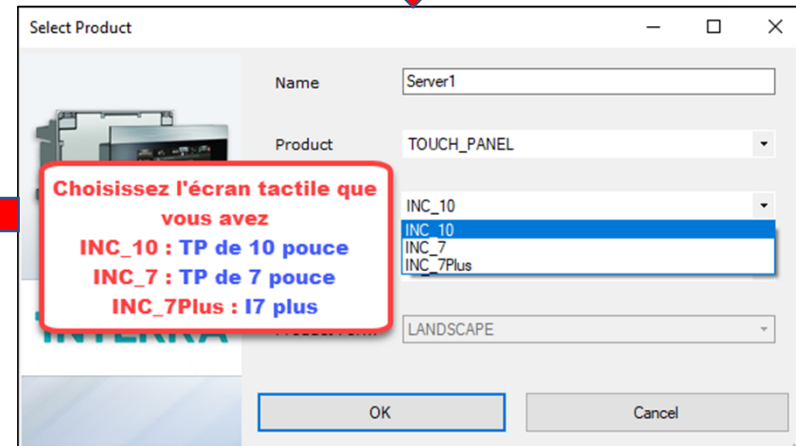 Select Product
Name
Server1
Product
TOUCH_PANEL
Choisissez l'écran tactile que
vous avez
INC_10 : TP de 10 pouce
INC_7 : TP de 7 pouce
INC_7Plus : I7 plus
INC_10
INC_10
INC_7
INC_7Plus
INTERRA
LANDSCAPE
OK
Cancel